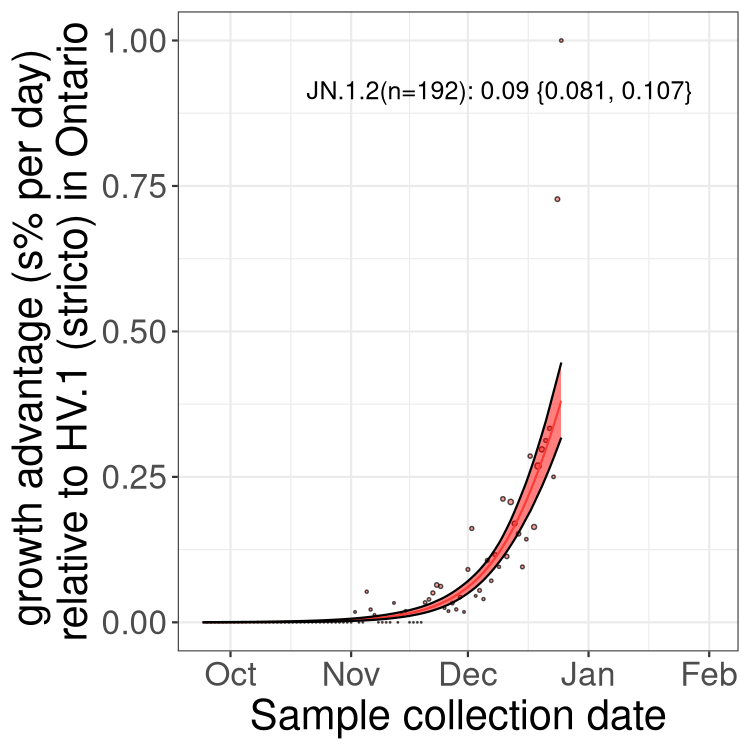 growth advantage (s% per day)
relative to HV.1 (stricto) in Ontario
1.00
0.75
0.50
0.25
0.00
JN.1.2(n=192): 0.09 {0.081, 0.107}
Oct Nov Dec Jan Feb
Sample collection date